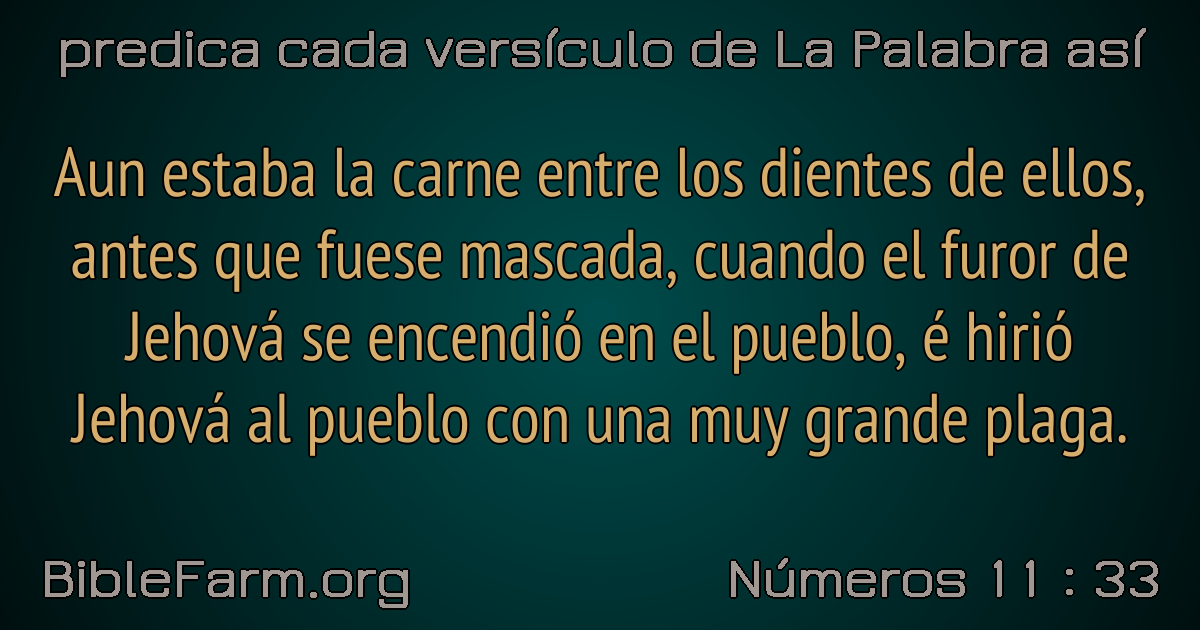 predica cada versículo de La Palabra así
Aun estaba la carne entre los dientes de ellos,
antes que fuese mascada, cuando el furor de
Jehová se encendió en el pueblo, é hirió
Jehová al pueblo con una muy grande plaga.
BibleFarm.org
Números 11 : 33